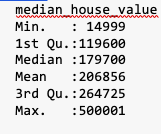 median_house_value
Min.   : 14999
1st Qu.:119600
Median :179700
Mean   :206856
3rd Qu.:264725
Max.   :500001